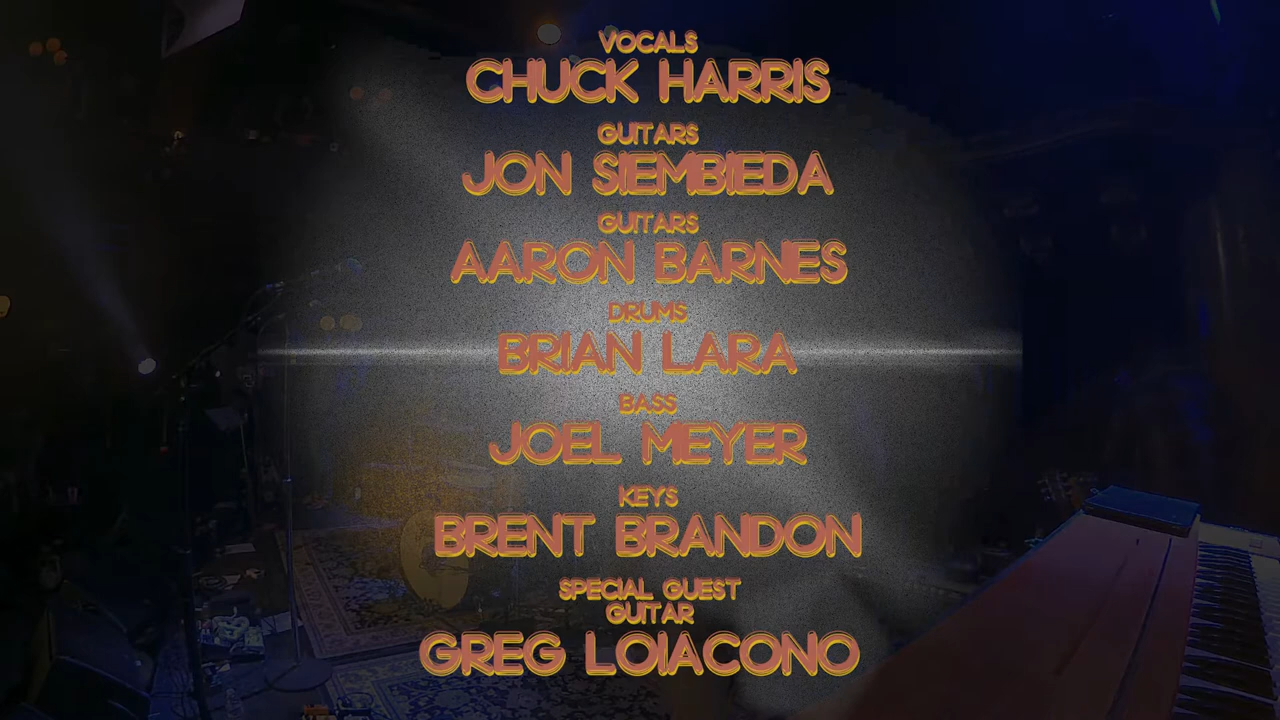 VOCALS
CHUCK HARRIS
GUITARS
JON SIEMBIEDA
GUITARS
AARON BARNES
DRUMS
BRIAN LARA
BASS
JOEL MEYER
KEYS
BRENT BRANDON
SPECIAL GUEST
GUITAR
GREG LOIACONO